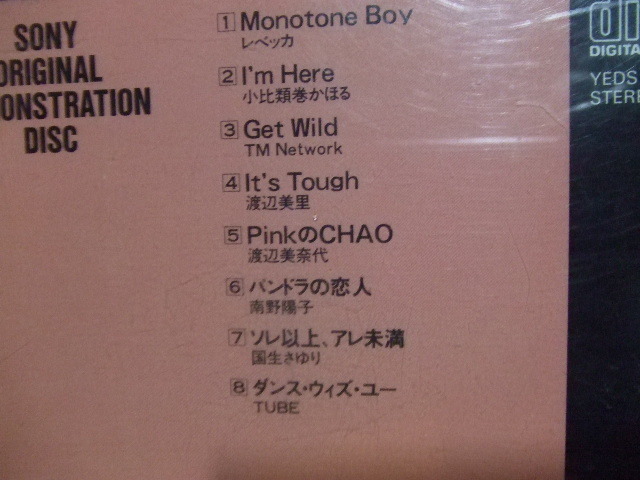 SONY
ORIGINAL
DEMONSTRATION
DISC
1 Monotone Boy
レベッカ
2 I'm Here
小比類巻かほる
3 Get Wild
TM Network
4 It's Tough
渡辺美里
5 PinkのCHAO
渡辺美奈代
6 パンドラの恋人
南野陽子
7 ソレ以上、アレ未満
国生さゆり
8 ダンス・ウィズ・ユー
TUBE
DIGITAL
YEDS
STEREO